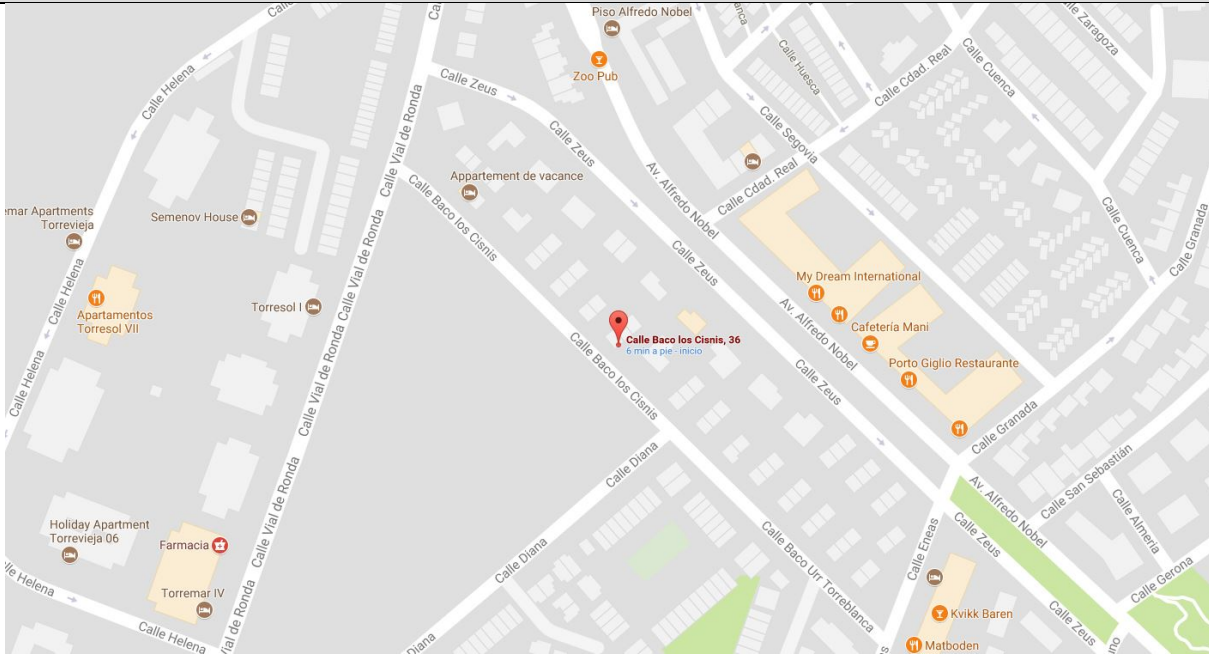 Piso Alfredo Nobel
Zoo Pub
Calle Helena
Calle Zeus
Calle Huesca
Calle Cdad. Real
Calle Cuenca
Calle Zaragoza
Calle Vial de Ronda
Calle Zeus
Calle Segovia
Appartement de vacance
Av. Alfredo Nobel
Calle Cdad. Real
Calle Baco los Cisnis
emar Apartments
Torrevieja
Semenov House
Calle Cuenca
Calle Granada
Calle Zeus
Calle Helena
Calle Vial de Ronda
My Dream International
Torresol I
Apartamentos
Torresol VII
Av. Alfredo Nobel
Cafetería Mani
Calle Baco los Cisnis, 36
6 min a pie - inicio
Calle Vial de Ronda
Calle Baco los Cisnis
Calle Zeus
Porto Giglio Restaurante
Calle Helena
Calle Granada
Calle Diana
Calle San Sebastián
Calle Vial de Ronda
Av. Alfredo Nobel
Calle Almeria
Holiday Apartment
Torrevieja 06
Farmacia
Calle Diana
Calle Baco Urr Torreblanca
Calle Eneas
Calle Zeus
Calle Gerona
lle Helena
Torremar IV
Kvikk Baren
Calle Helena
Vial de Ronda
Diana
Calle Zeus
Matboden